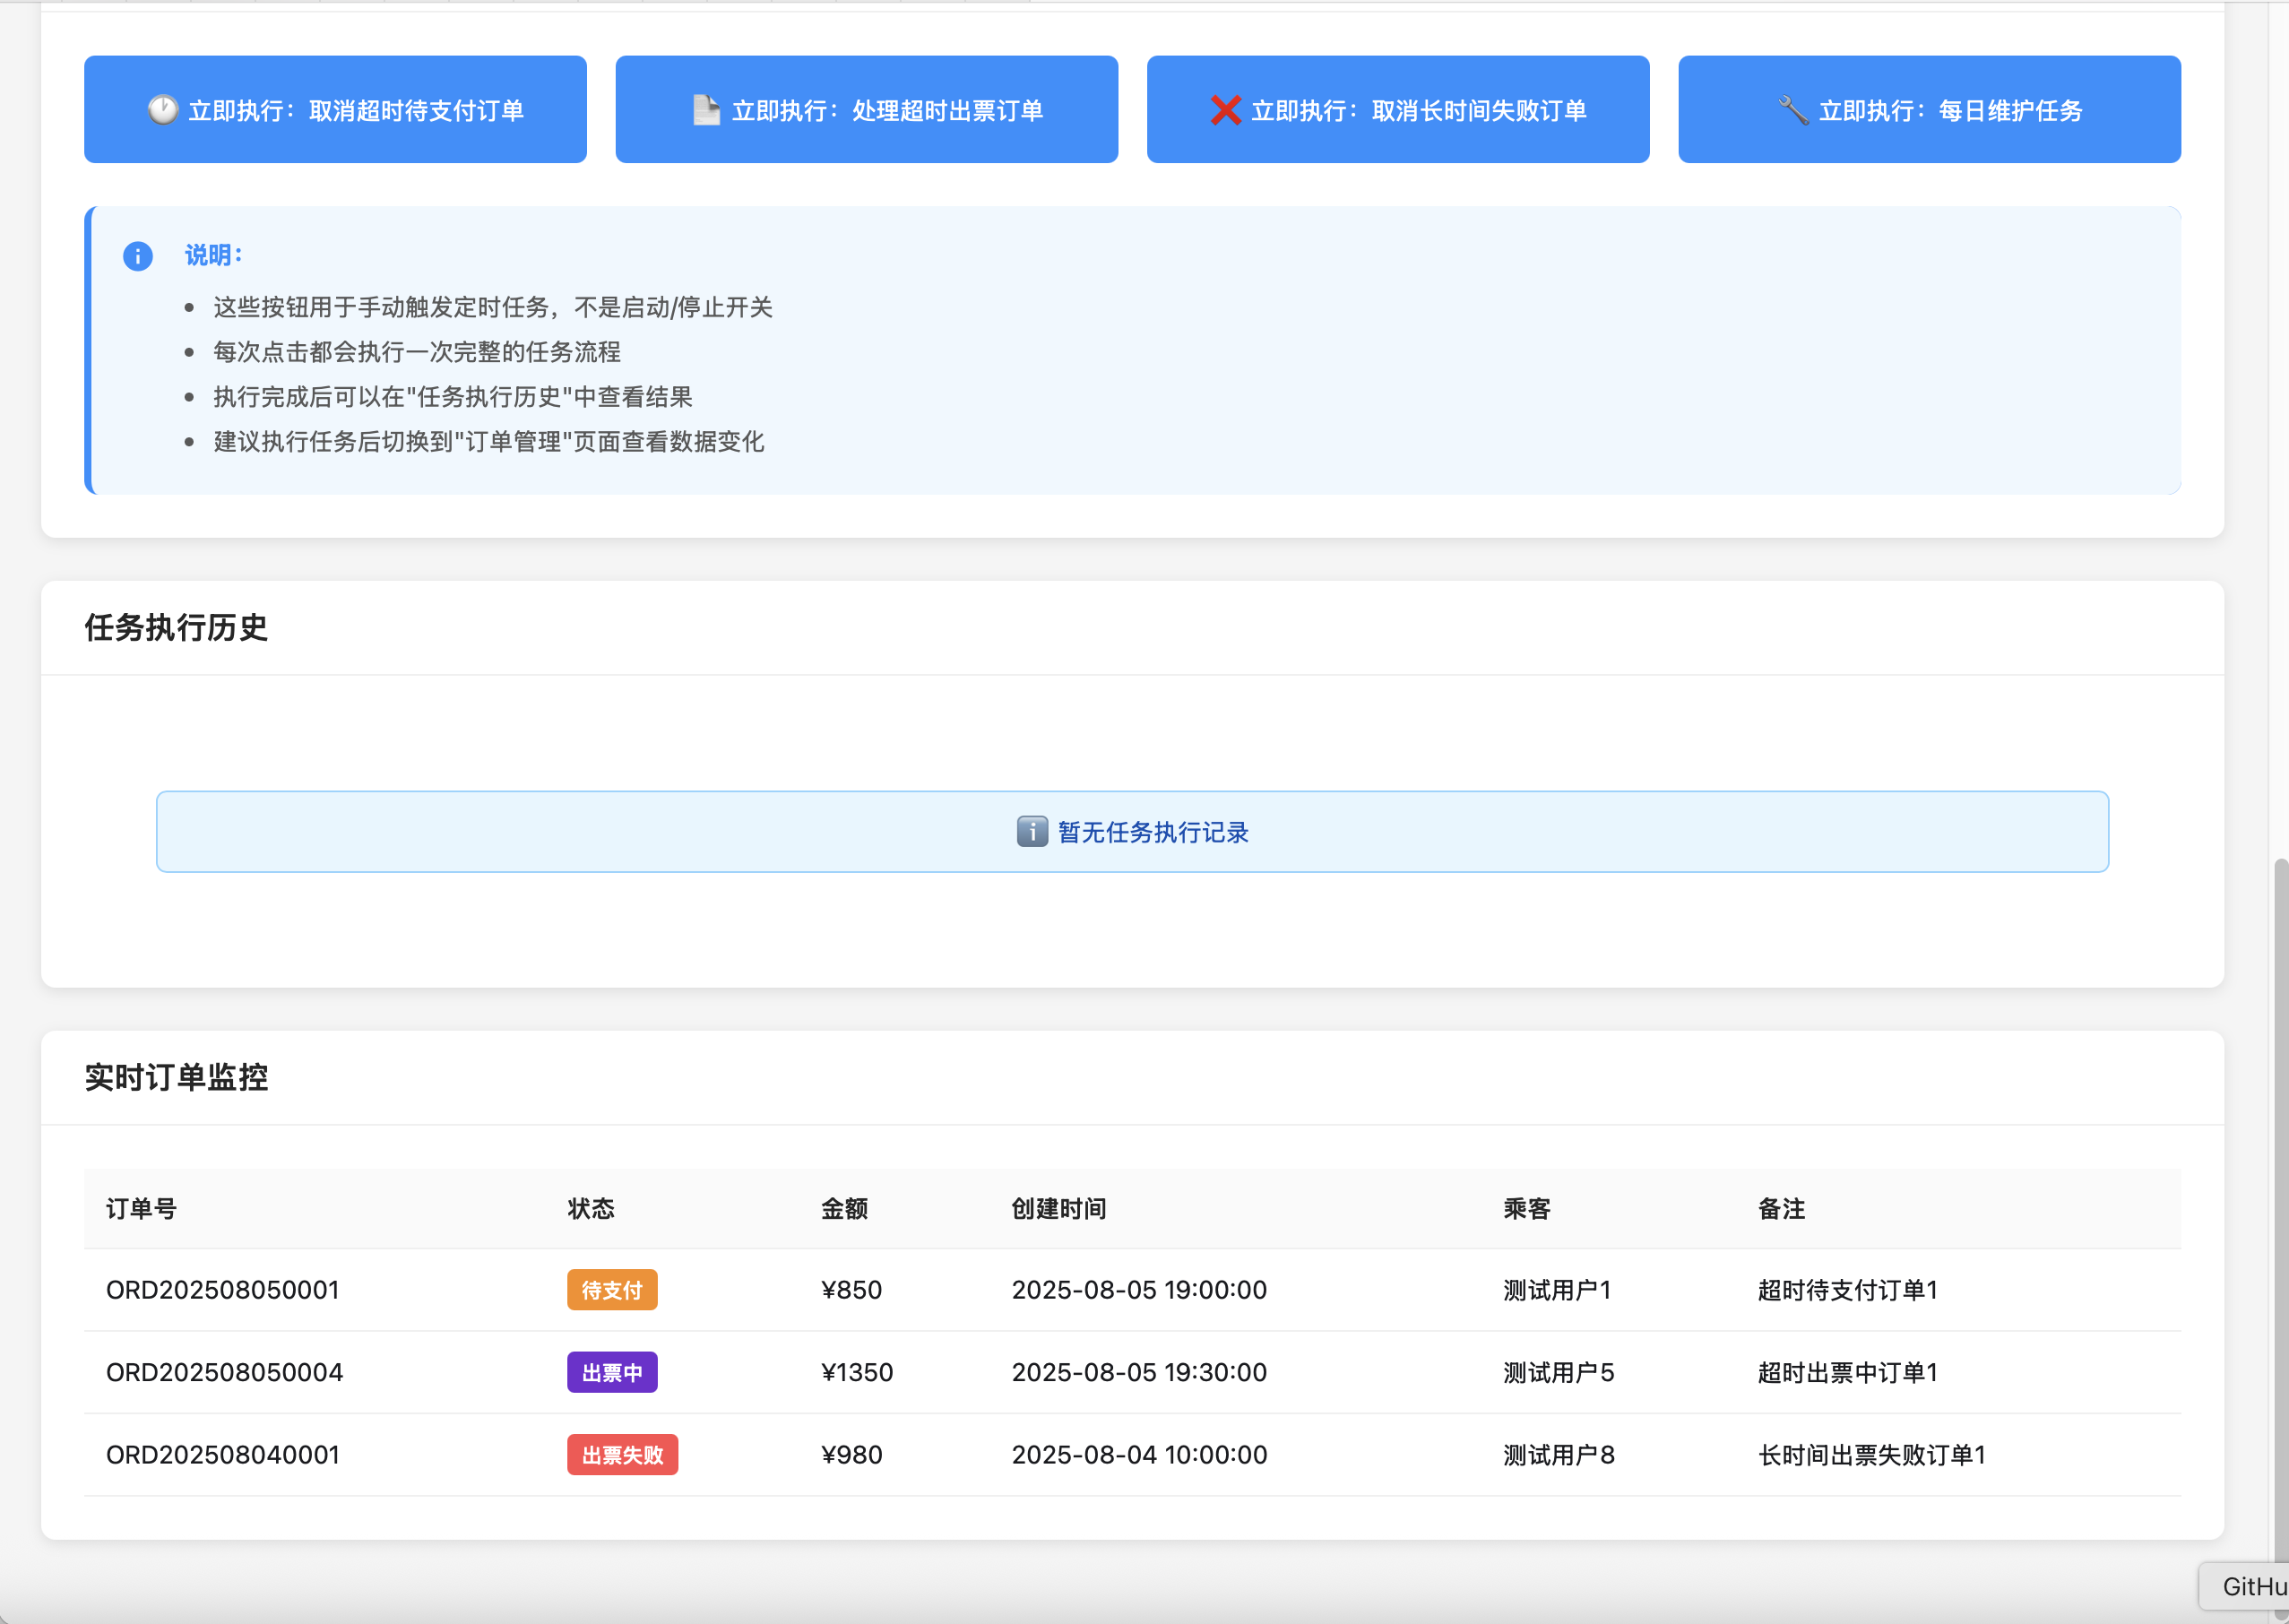 立即执行：取消超时待支付订单
立即执行：处理超时出票订单
立即执行：取消长时间失败订单
立即执行：每日维护任务
说明：
这些按钮用于手动触发定时任务，不是启动/停止开关
每次点击都会执行一次完整的任务流程
执行完成后可以在"任务执行历史"中查看结果
建议执行任务后切换到"订单管理"页面查看数据变化
任务执行历史
暂无任务执行记录
实时订单监控
订单号 状态 金额 创建时间 乘客 备注
ORD202508050001 待支付 ¥850 2025-08-05 19:00:00 测试用户1 超时待支付订单1
ORD202508050004 出票中 ¥1350 2025-08-05 19:30:00 测试用户5 超时出票中订单1
ORD202508040001 出票失败 ¥980 2025-08-04 10:00:00 测试用户8 长时间出票失败订单1
GitHu